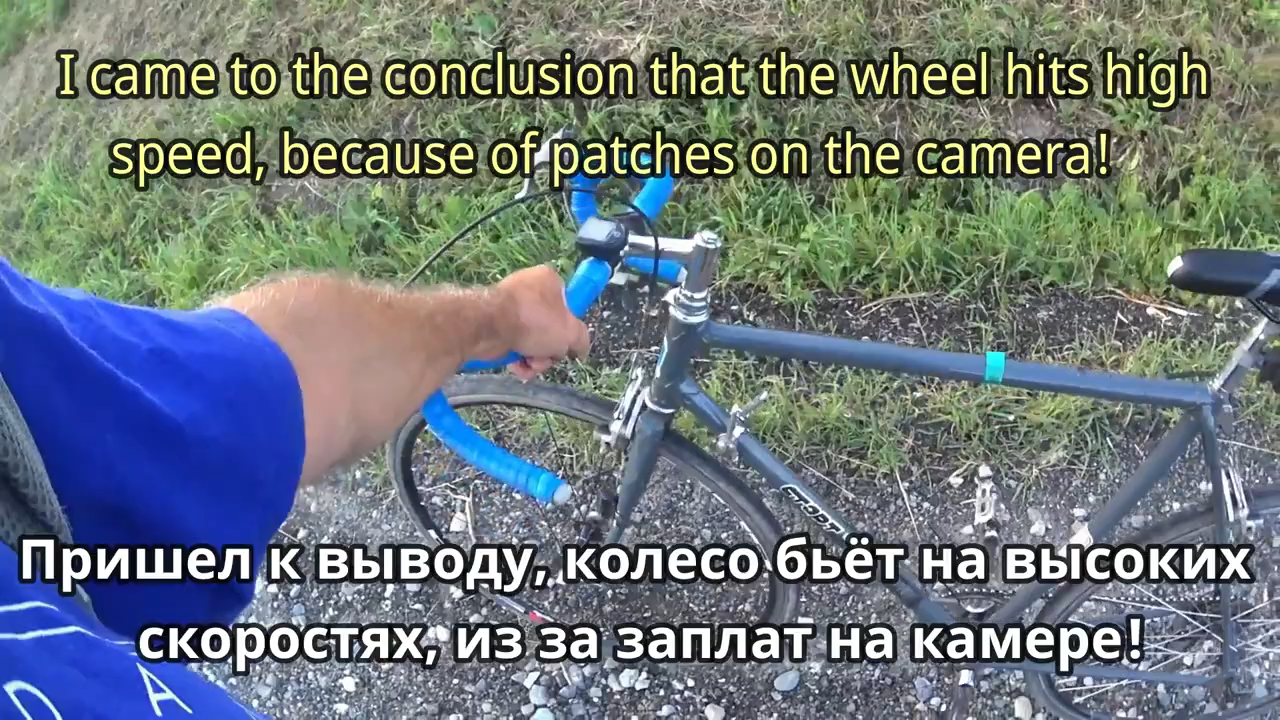 I came to the conclusion that the wheel hits high
speed, because of patches on the camera!
СТАРТ
Пришел к выводу, колесо бьёт на высоких
скоростях, из за заплат на камере!